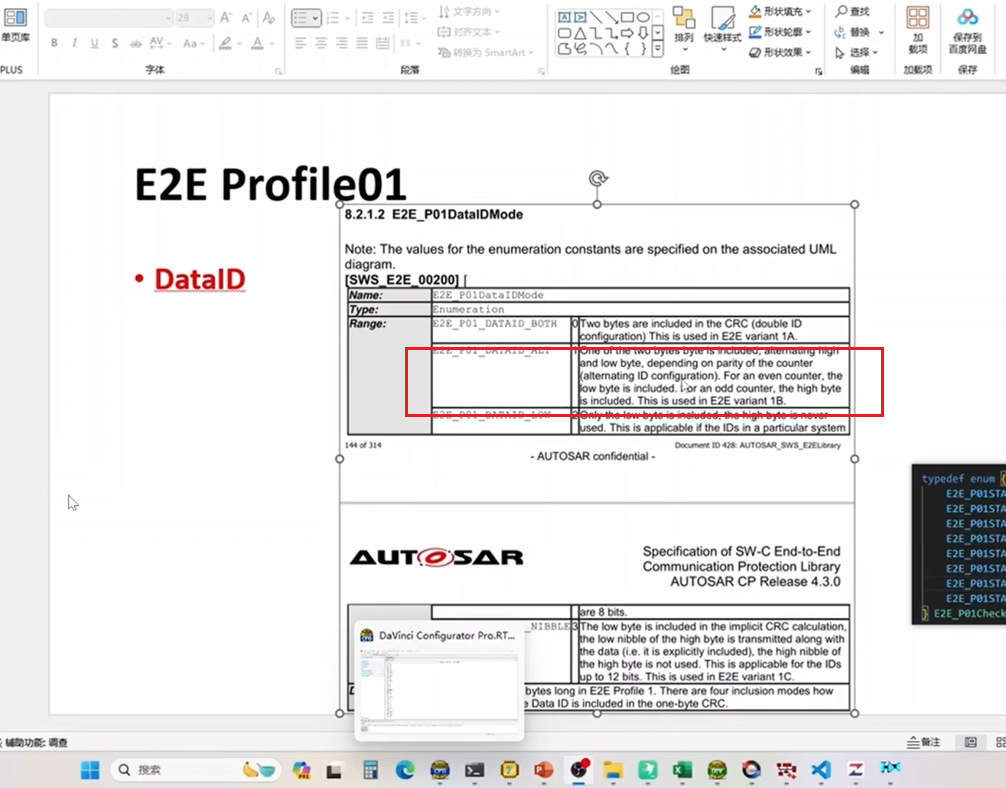 单页库
PLUS
28
字体
段落
文字方向
对齐文本
转换为 SmartArt
排列
快速样式
形状填充
形状轮廓
形状效果
绘图
查找
替换
选择
编辑
加
载项
加载项
保存到
百度网盘
保存
E2E Profile01
• DataID
8.2.1.2 E2E_P01DataIDMode
Note: The values for the enumeration constants are specified on the associated UML
diagram.
[SWS_E2E_00200] ⌈
Name: E2E_P01DataIDMode
Type: Enumeration
Range: E2E_P01_DATAID_BOTH 0 Two bytes are included in the CRC (double ID
configuration) This is used in E2E variant 1A.
E2E_P01_DATAID_ALT 1 One of the two bytes byte is included, alternating high
and low byte, depending on parity of the counter
(alternating ID configuration). For an even counter, the
low byte is included. For an odd counter, the high byte
is included. This is used in E2E variant 1B.
E2E_P01_DATAID_LOW 2 Only the low byte is included, the high byte is never
used. This is applicable if the IDs in a particular system
144 of 314 Document ID 428: AUTOSAR_SWS_E2ELibrary
- AUTOSAR confidential -
AUTOSAR
Specification of SW-C End-to-End
Communication Protection Library
AUTOSAR CP Release 4.3.0
are 8 bits.
_NIBBLE 3 The low byte is included in the implicit CRC calculation,
the low nibble of the high byte is transmitted along with
the data (i.e. it is explicitly included), the high nibble of
the high byte is not used. This is applicable for the IDs
up to 12 bits. This is used in E2E variant 1C.
bytes long in E2E Profile 1. There are four inclusion modes how
Data ID is included in the one-byte CRC.
DaVinci Configurator Pro.RT...
typedef enum {
E2E_P01STA
E2E_P01STA
E2E_P01STA
E2E_P01STA
E2E_P01STA
E2E_P01STA
E2E_P01STA
E2E_P01STA
} E2E_P01Check
辅助功能: 调查
备注
搜索